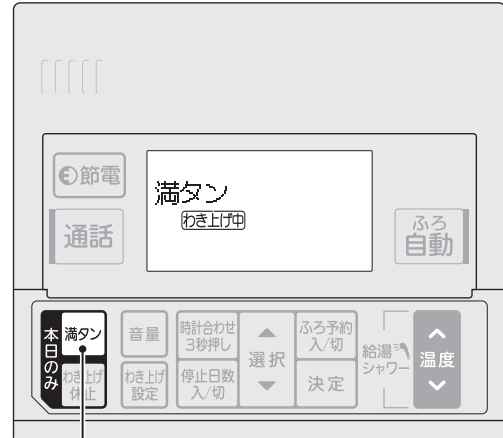 節電
満タン
わき上げ中
通話
ふろ
自動
本日のみ
満タン
わき上げ
休止
音量
わき上げ
設定
時計合わせ
3秒押し
停止日数
入/切
選択
ふろ予約
入/切
決定
給湯
シャワー
温度